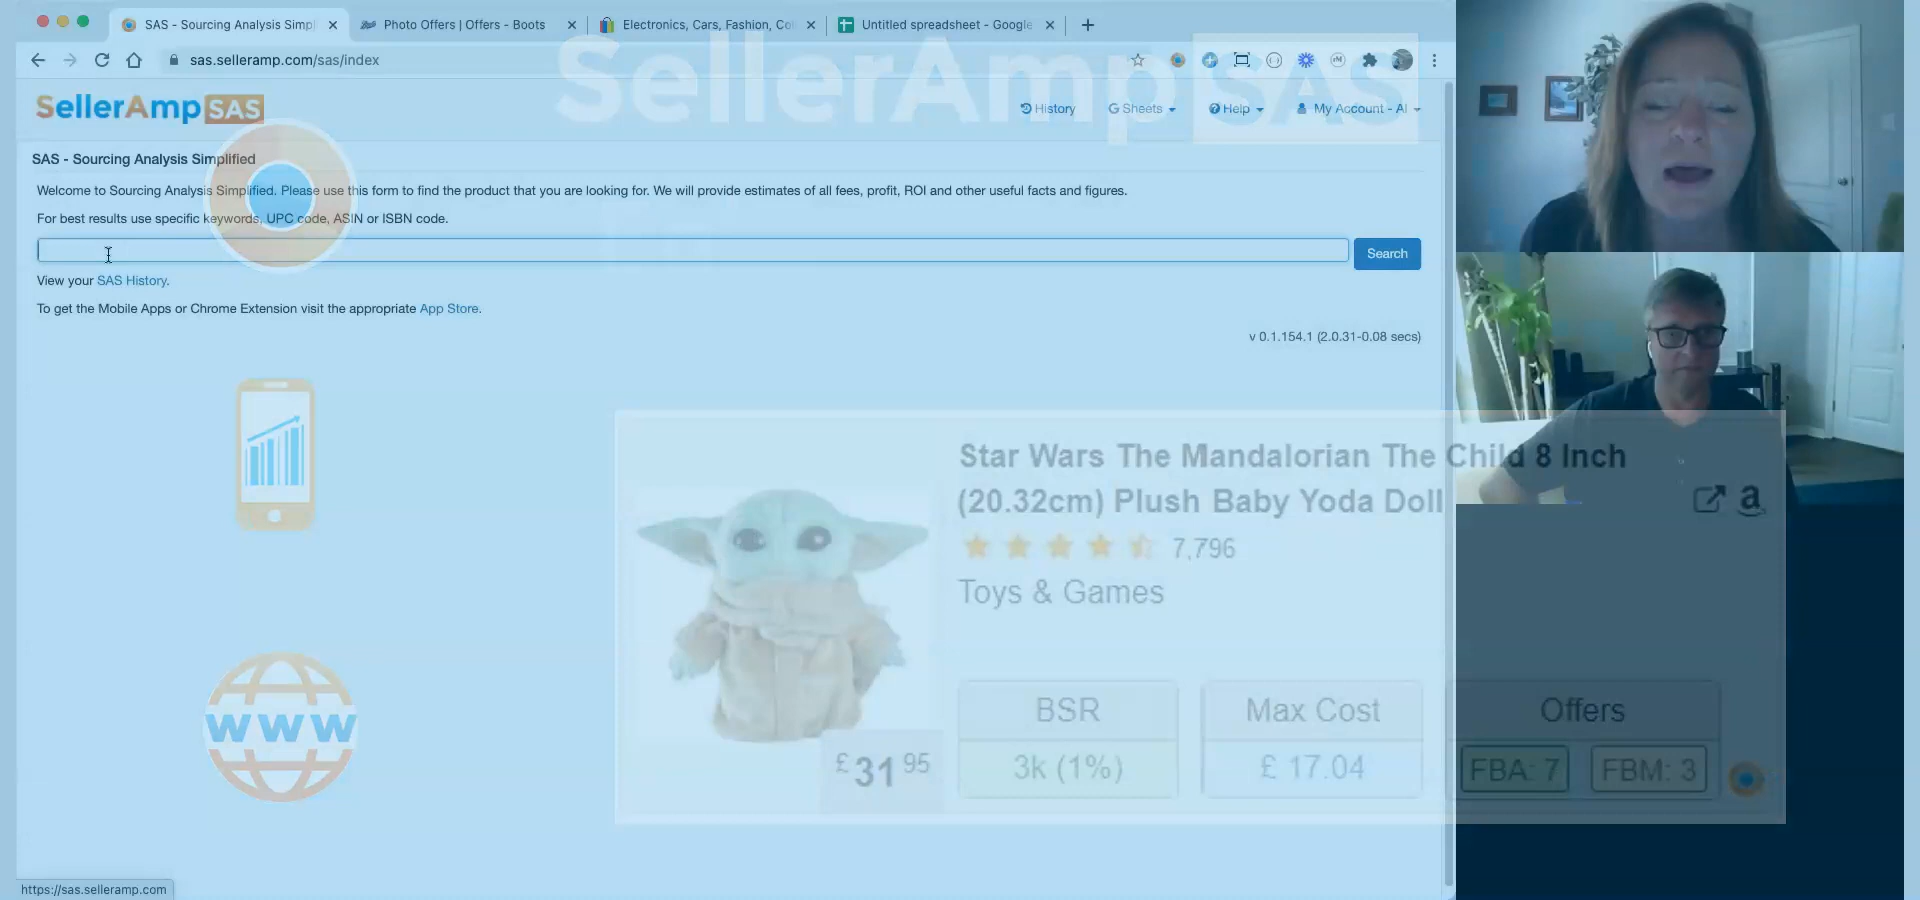 SAS - Sourcing Analysis Simpl
Photo Offers | Offers - Boots
Electronics, Cars, Fashion, Col
Untitled spreadsheet - Google
sas.selleramp.com/sas/index
SellerAmp SAS
SellerAmp SAS
History
G Sheets
Help
My Account - Al
SAS - Sourcing Analysis Simplified
Welcome to Sourcing Analysis Simplified. Please use this form to find the product that you are looking for. We will provide estimates of all fees, profit, ROI and other useful facts and figures.
For best results use specific keywords, UPC code, ASIN or ISBN code.
Search
View your SAS History.
To get the Mobile Apps or Chrome Extension visit the appropriate App Store.
v 0.1.154.1 (2.0.31-0.08 secs)
Star Wars The Mandalorian The Child 8 Inch
(20.32cm) Plush Baby Yoda Doll
7,796
Toys & Games
BSR
Max Cost
Offers
£ 31 95
3k (1%)
£ 17.04
FBA: 7
FBM: 3
WWW
https://sas.selleramp.com